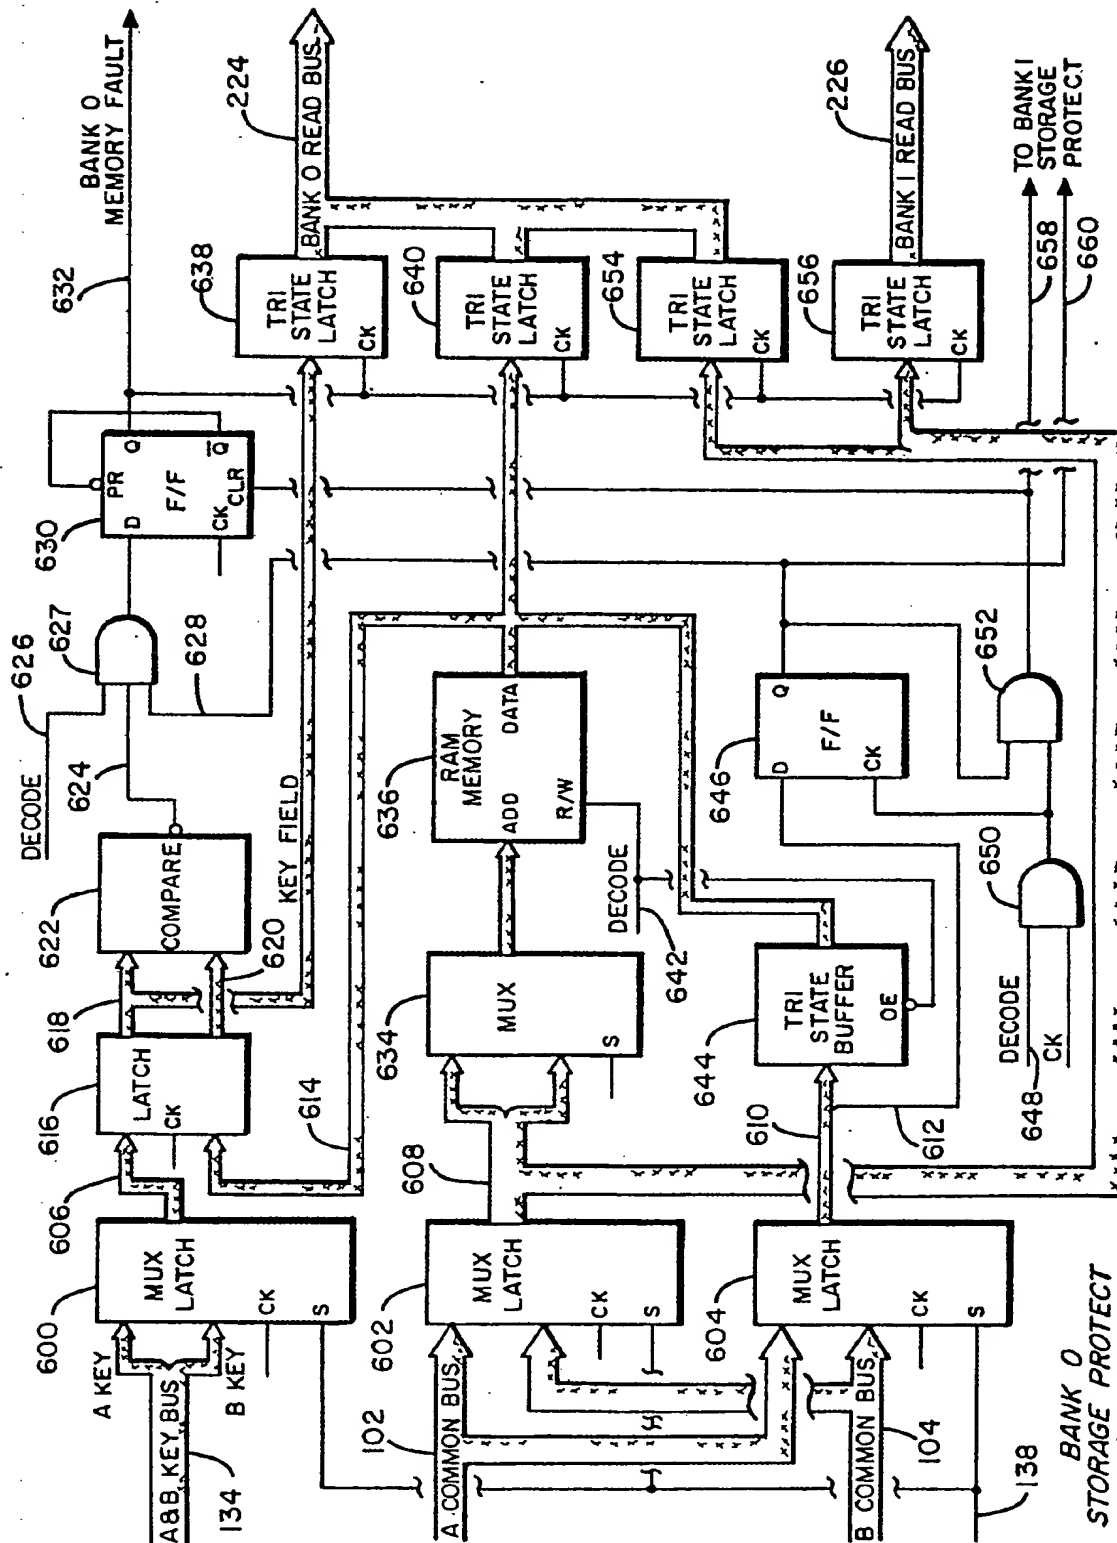 BANK 0
MEMORY FAULT
632
BANK 0 READ BUS
224
638
TRI
STATE
LATCH
CK
640
TRI
STATE
LATCH
CK
654
TRI
STATE
LATCH
CK
656
TRI
STATE
LATCH
CK
BANK 1 READ BUS
226
TO BANK 1
STORAGE
PROTECT
658
660
630
D
PR
Q
F/F
Q
CK
CLR
627
626
DECODE
628
624
622
COMPARE
620
KEY FIELD
618
616
LATCH
CK
614
636
RAM
MEMORY
ADD
DATA
R/W
DECODE
642
634
MUX
S
646
D
Q
F/F
CK
652
650
DECODE
CK
648
644
TRI
STATE
BUFFER
OE
610
612
608
606
600
MUX
LATCH
CK
S
A KEY
B KEY
A&B KEY BUS
134
602
MUX
LATCH
CK
S
604
MUX
LATCH
CK
S
A COMMON BUS
102
B COMMON BUS
104
138
BANK 0
STORAGE PROTECT